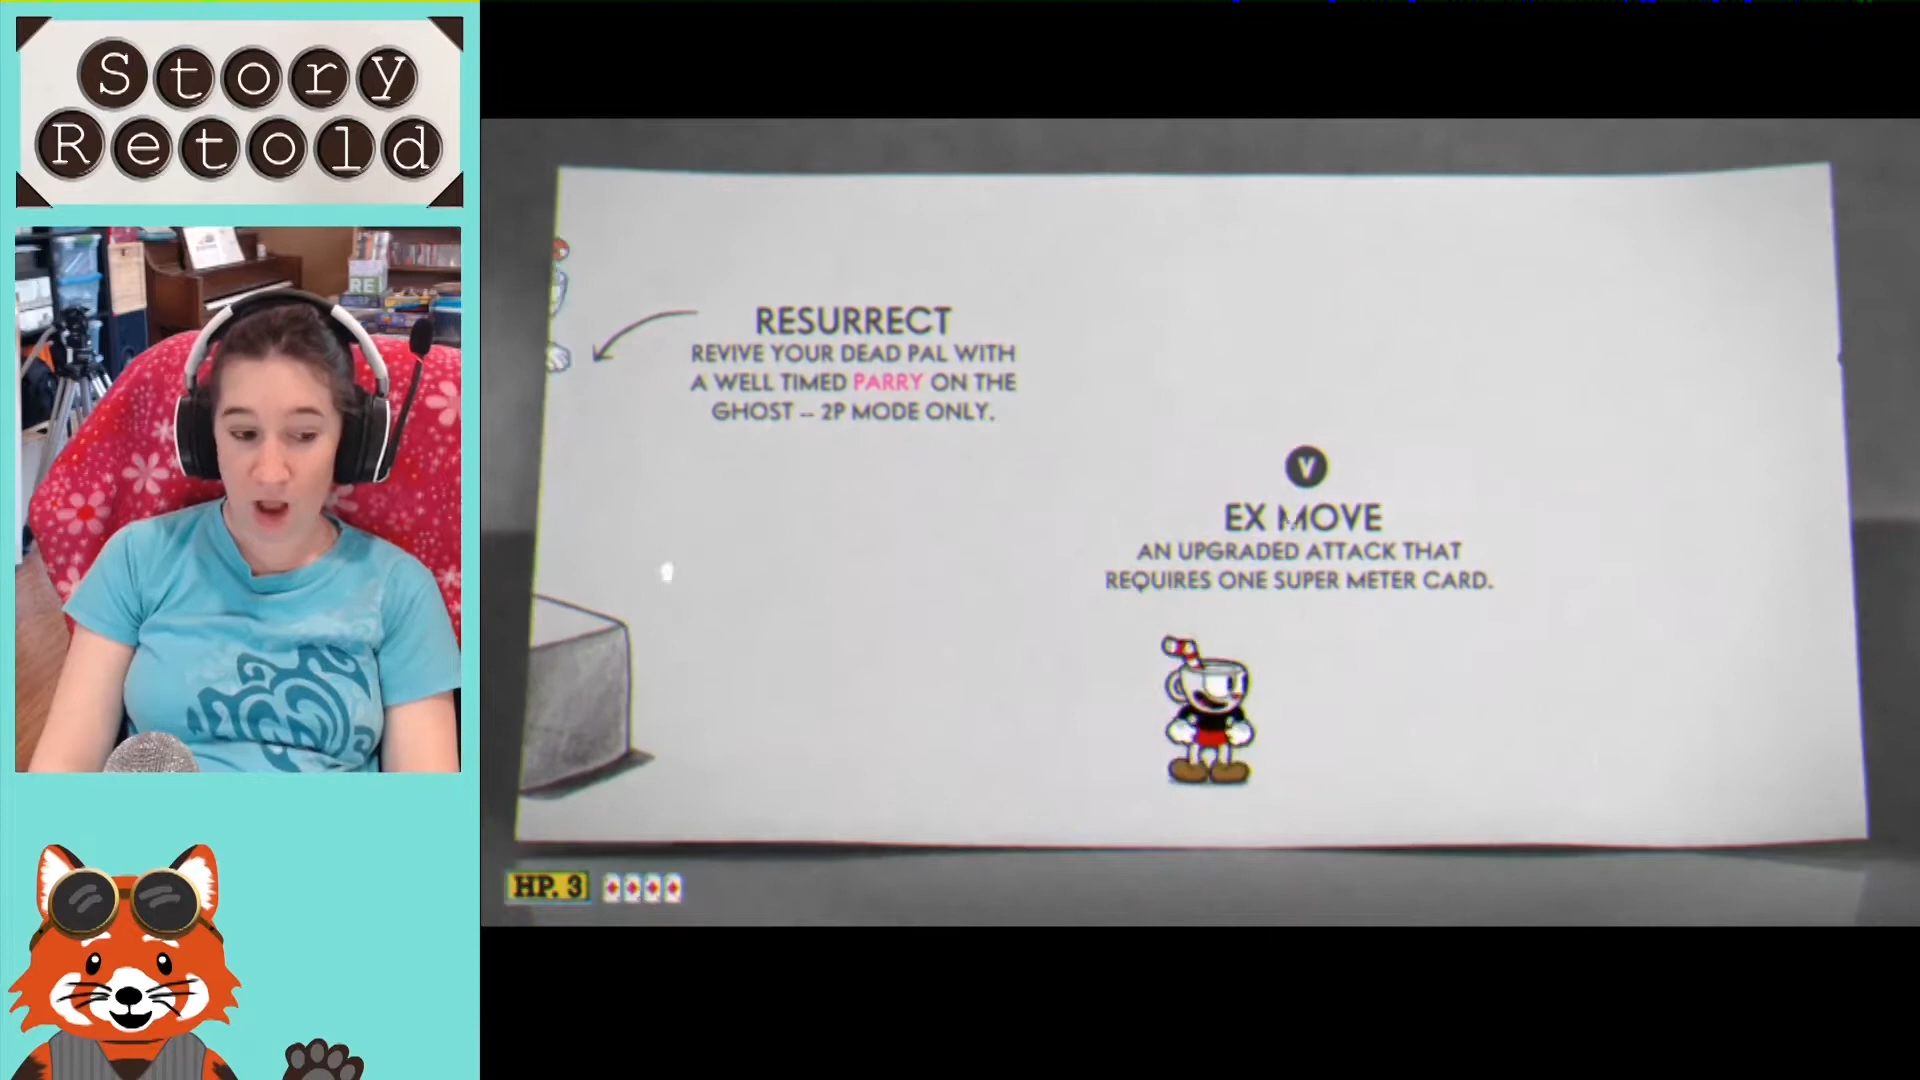 Story
Retold
RE
RESURRECT
REVIVE YOUR DEAD PAL WITH
A WELL TIMED PARRY ON THE
GHOST -- 2P MODE ONLY.
V
EX MOVE
AN UPGRADED ATTACK THAT
REQUIRES ONE SUPER METER CARD.
HP. 3